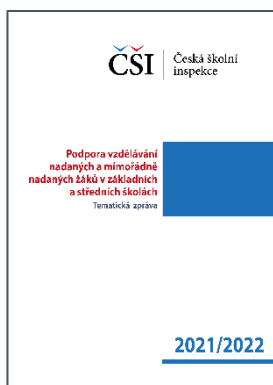 ČŠI
Česká školní
inspekce
Podpora vzdělávání
nadaných a mimořádně
nadaných žáků v základních
a středních školách
Tematická zpráva
2021/2022